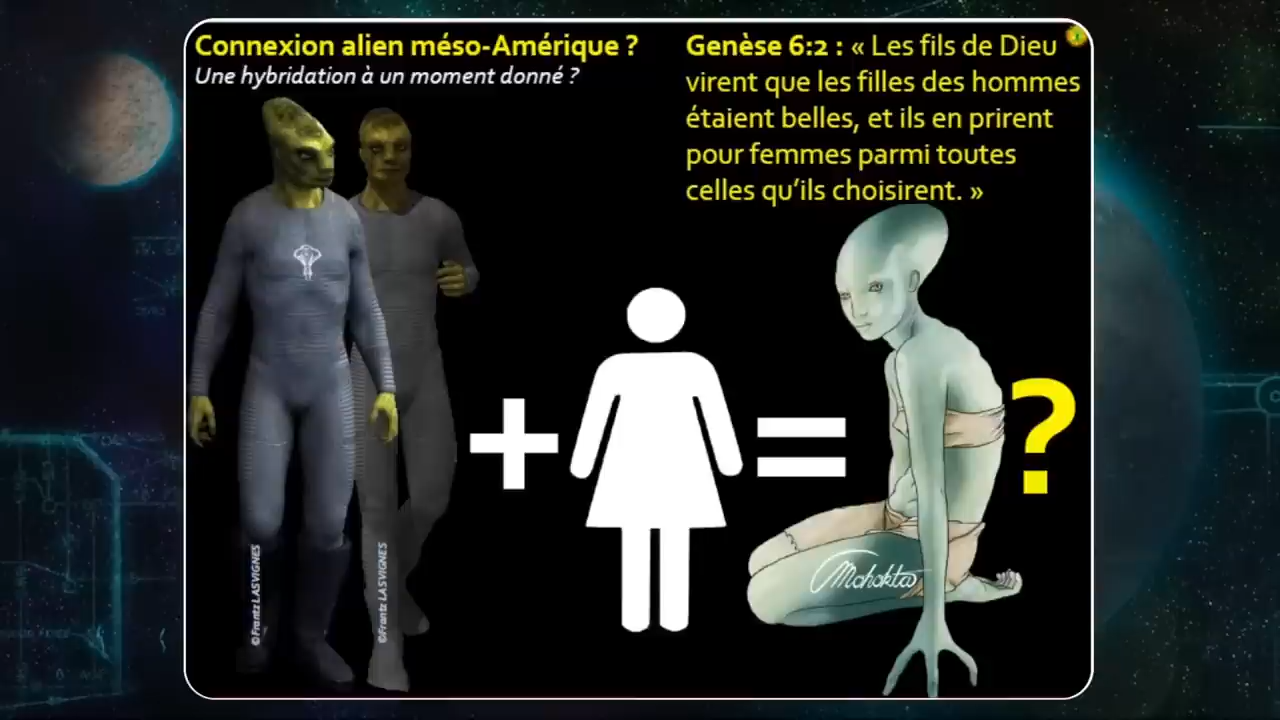 Connexion alien méso-Amérique ?
Une hybridation à un moment donné ?
Genèse 6:2 : « Les fils de Dieu
virent que les filles des hommes
étaient belles, et ils en prirent
pour femmes parmi toutes
celles qu'ils choisirent. »
+
=
?
©Frantz LASVIGNES
©Frantz LASVIGNES
Mahakta